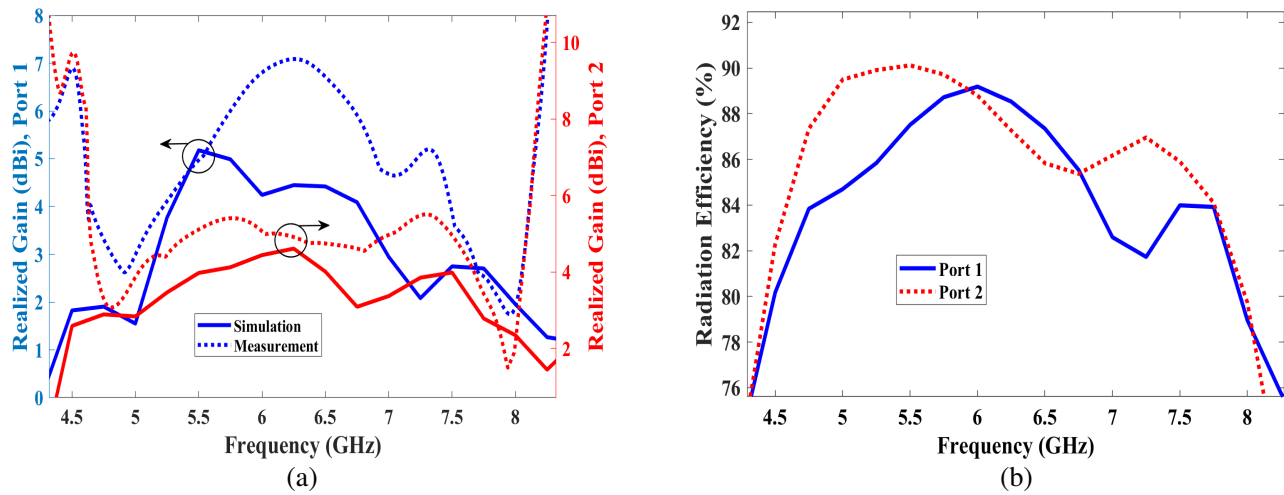 Realized Gain (dBi), Port 1
8
7
6
5
4
3
2
1
0
4.5 5 5.5 6 6.5 7 7.5 8
Frequency (GHz)
Simulation
Measurement
10
8
6
4
2
Realized Gain (dBi), Port 2
(a)
Radiation Efficiency (%)
92
90
88
86
84
82
80
78
76
4.5 5 5.5 6 6.5 7 7.5 8
Frequency (GHz)
Port 1
Port 2
(b)